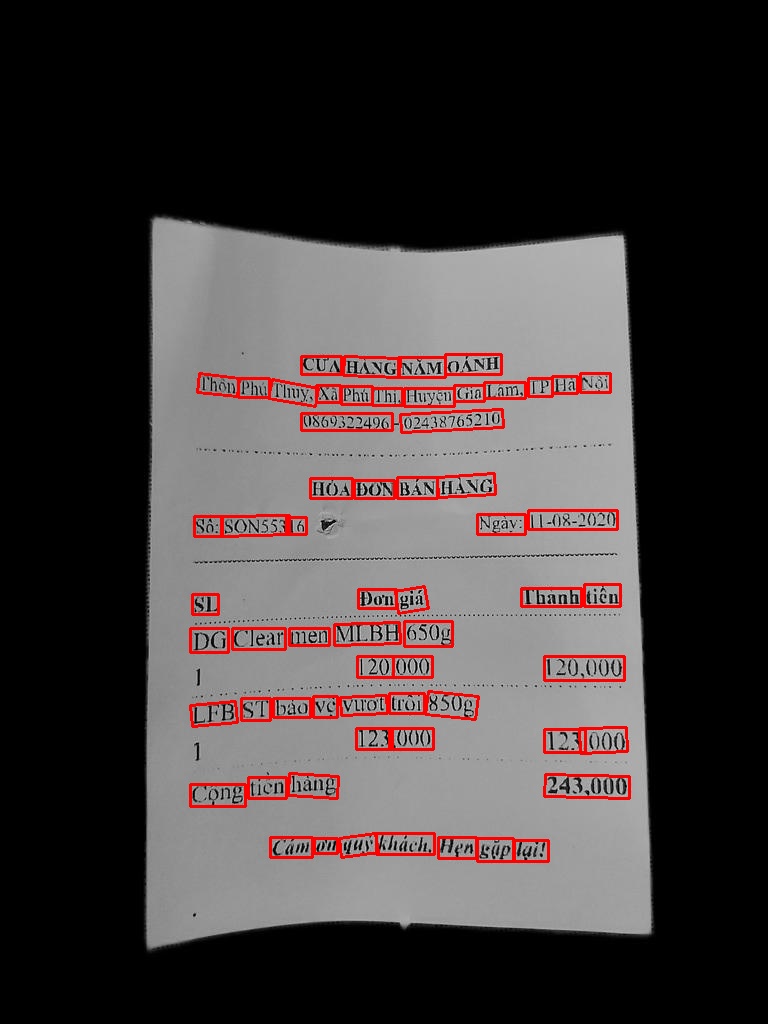 CỬA HÀNG NĂM OÁNH
Thôn Phú Thụy, Xã Phú Thị, Huyện Gia Lâm, TP Hà Nội
0869322496 - 02438765210
HÓA ĐƠN BÁN HÀNG
Số: SON55316 Ngày: 11-08-2020
SL Đơn giá Thành tiền
DG Clear men MLBH 650g
1 120,000 120,000
LFB ST bảo vệ vượt trội 850g
1 123,000 123,000
Cộng tiền hàng 243,000
Cám ơn quý khách. Hẹn gặp lại!